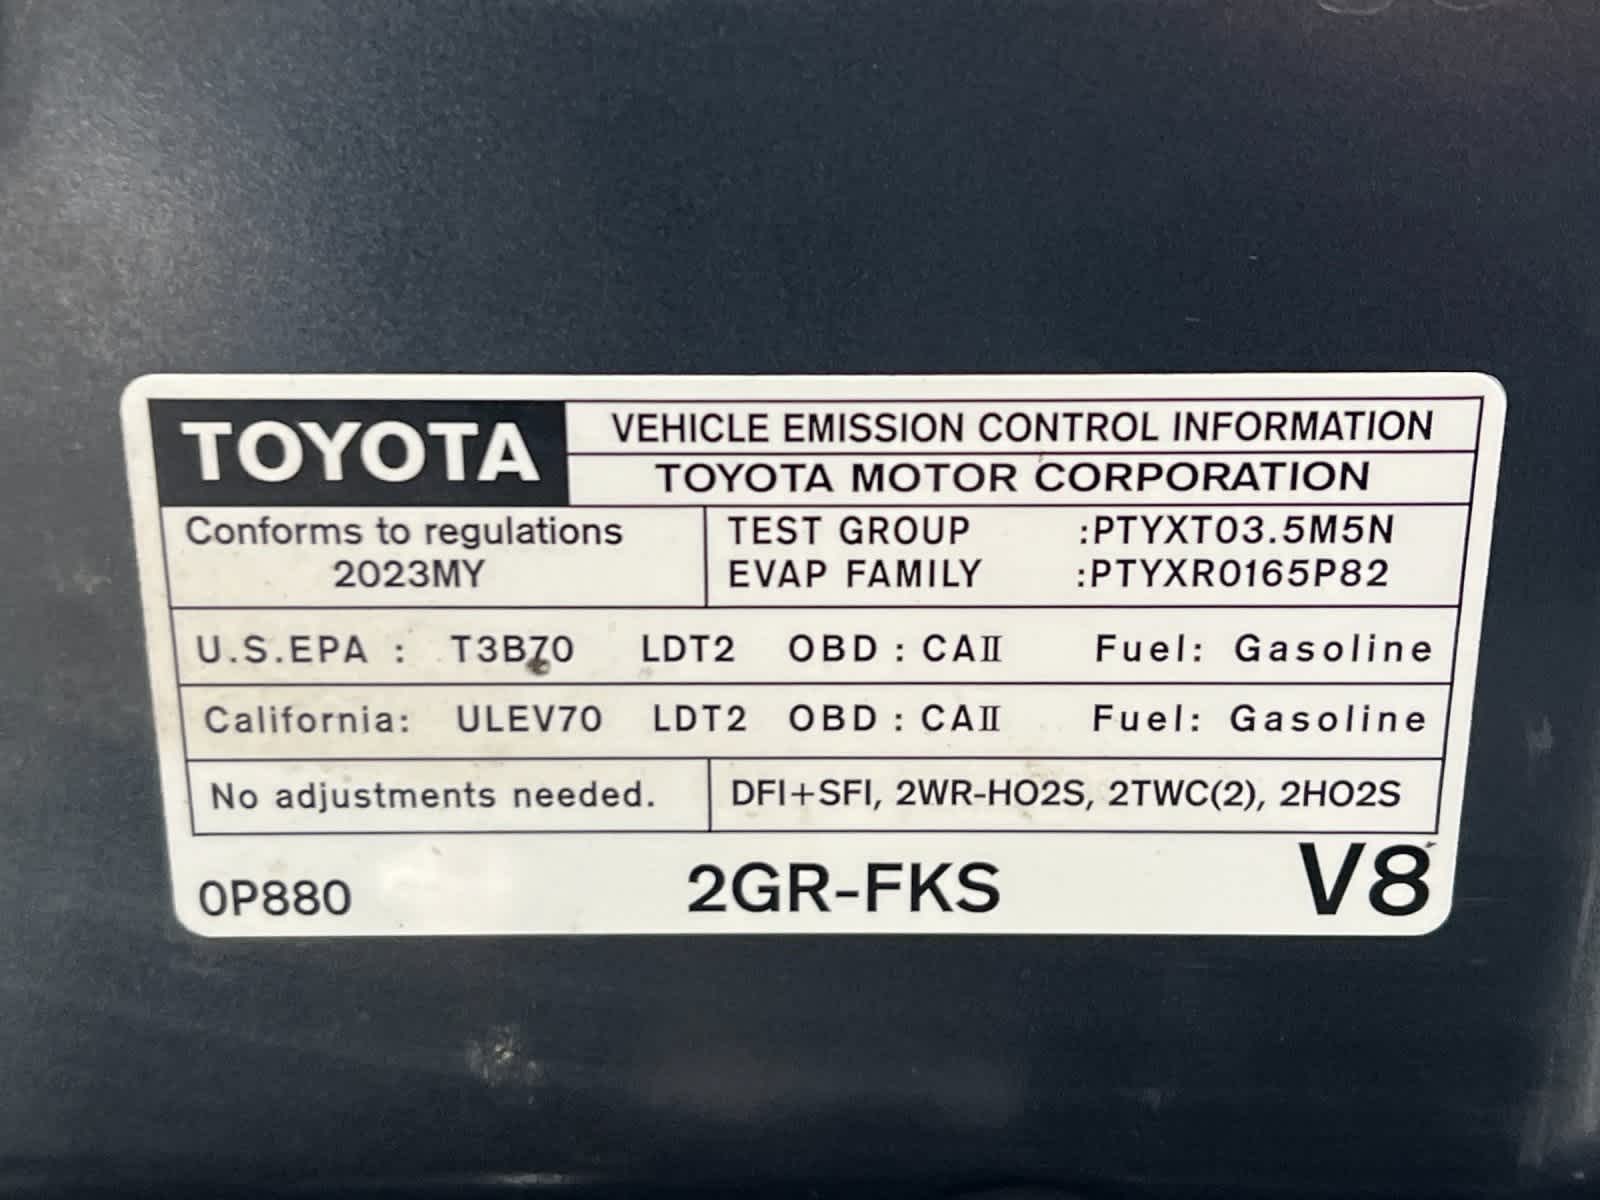 TOYOTA
VEHICLE EMISSION CONTROL INFORMATION
TOYOTA MOTOR CORPORATION
Conforms to regulations
2023MY
TEST GROUP :PTYXT03.5M5N
EVAP FAMILY :PTYXR0165P82
U.S.EPA : T3B70 LDT2 OBD : CAII Fuel: Gasoline
California: ULEV70 LDT2 OBD : CAII Fuel: Gasoline
No adjustments needed.
DFI+SFI, 2WR-HO2S, 2TWC(2), 2HO2S
0P880 2GR-FKS V8